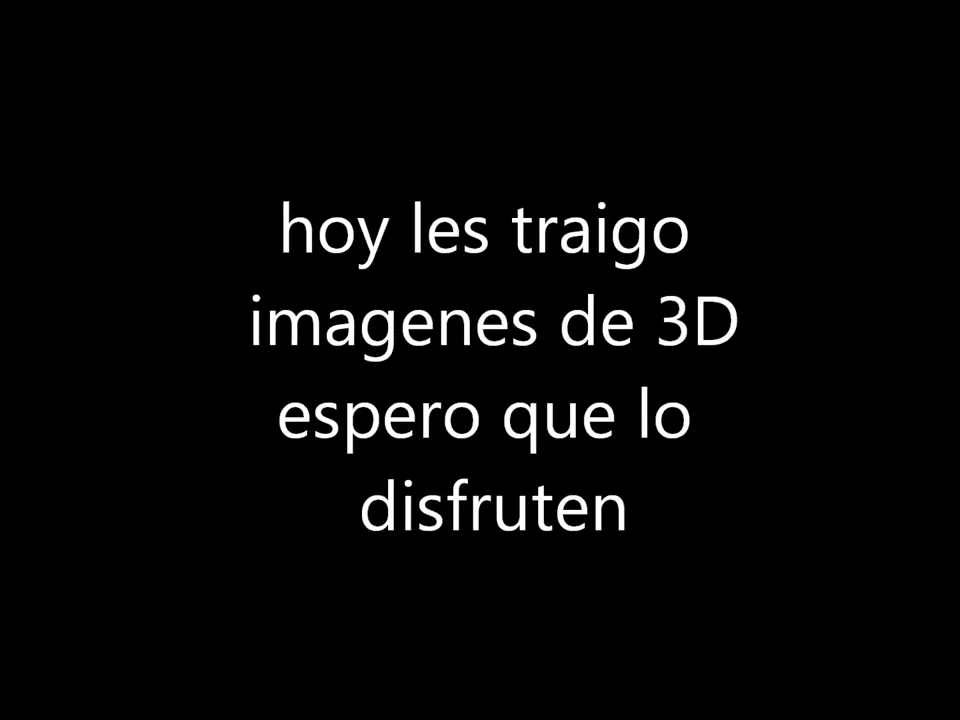 hoy les traigo
imagenes de 3D
espero que lo
disfruten